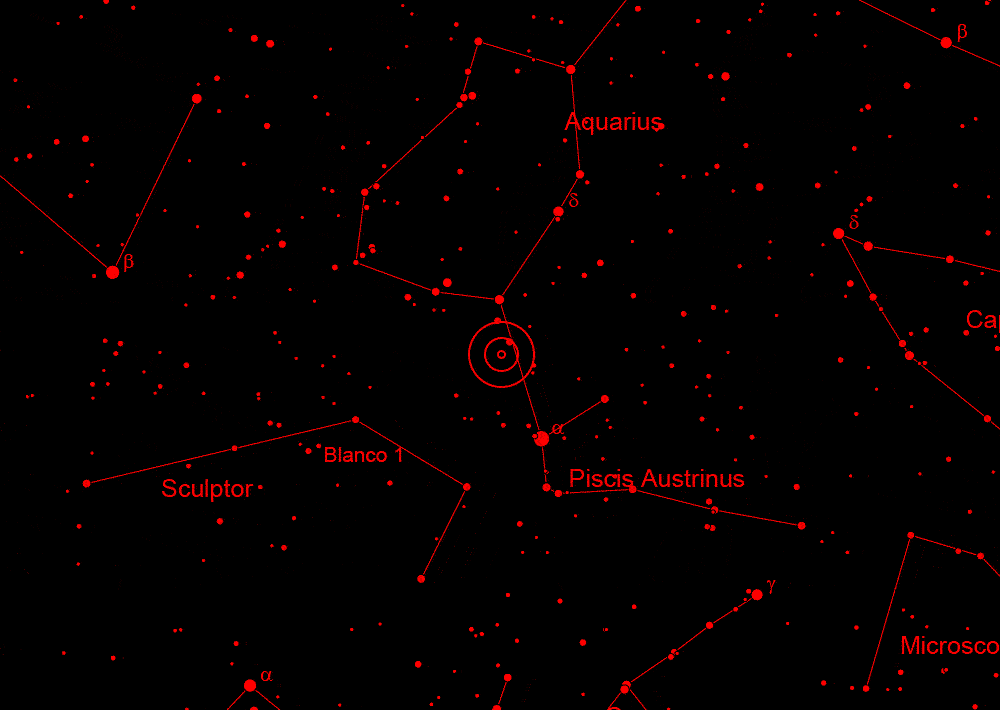 β
Aquarius
δ
δ
β
Cap
α
Blanco 1
Piscis Austrinus
Sculptor
γ
Microsco
α